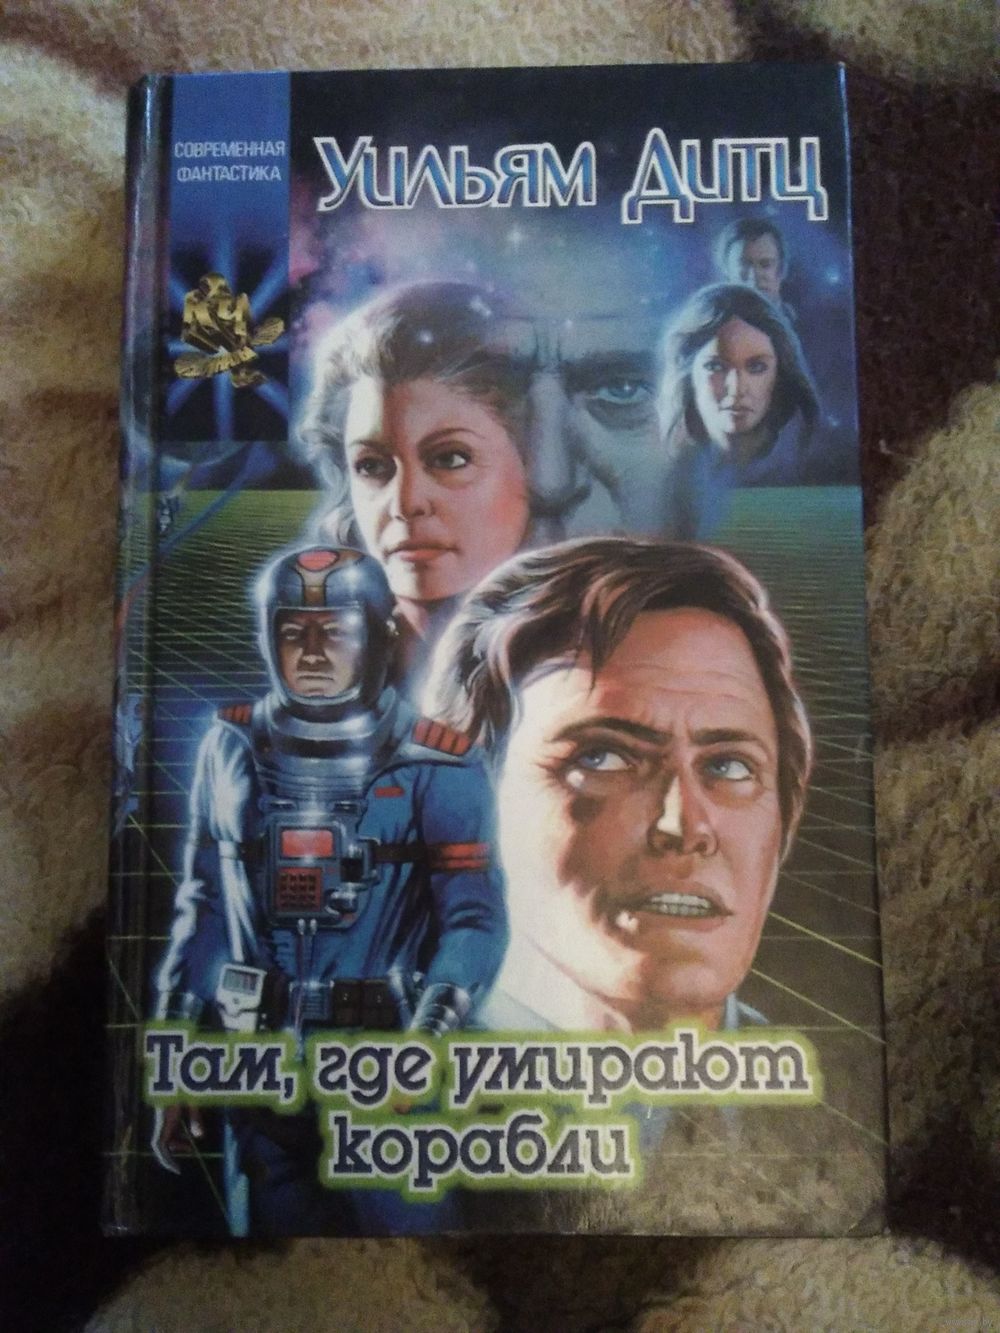 СОВРЕМЕННАЯ
ФАНТАСТИКА
Уильям Дитц
Там, где умирают
корабли